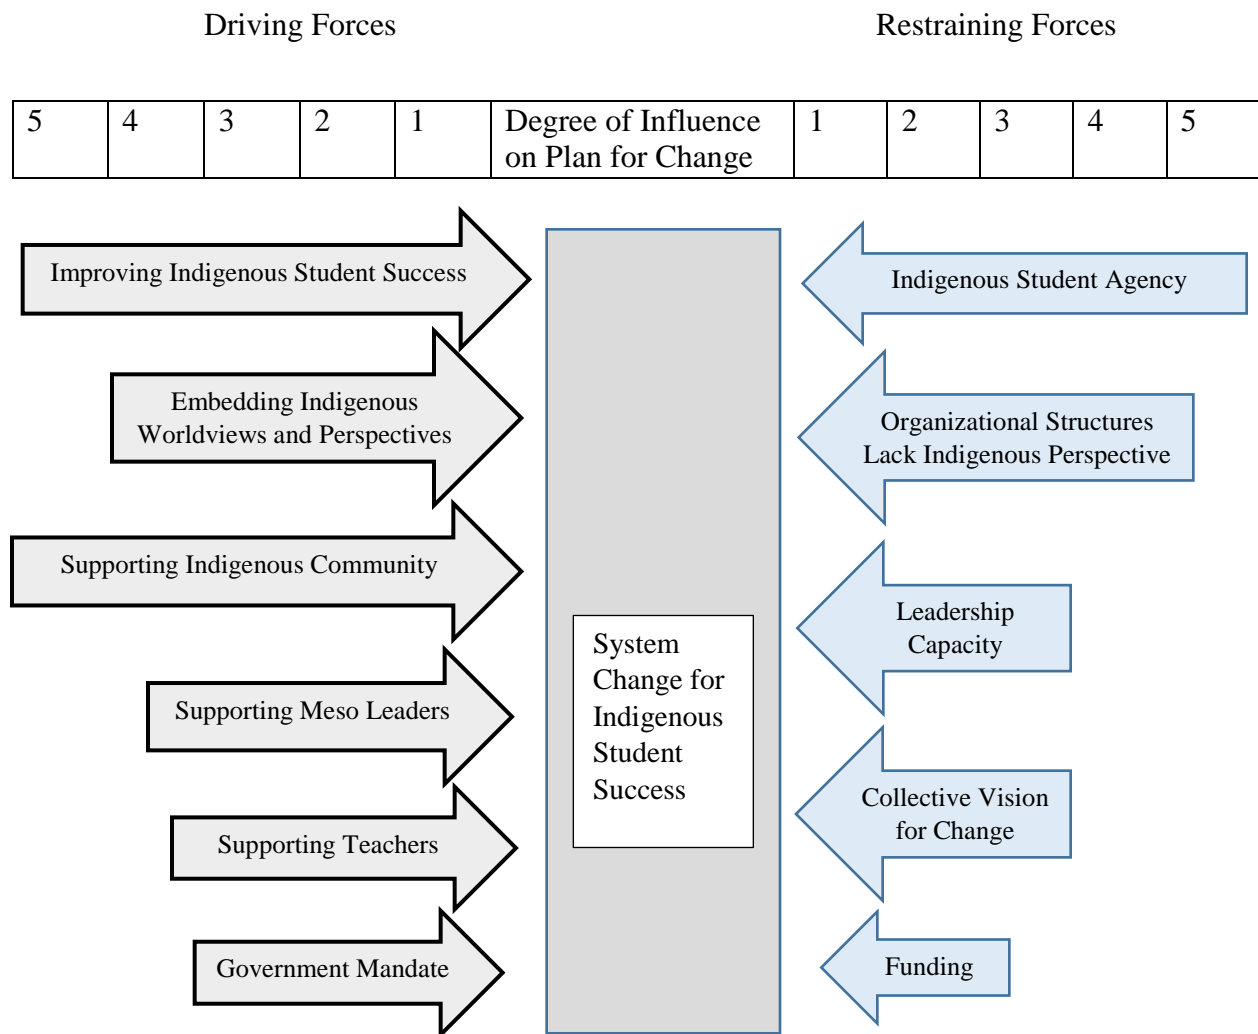 Driving Forces
Restraining Forces
5 4 3 2 1 Degree of Influence 1 2 3 4 5
on Plan for Change
Improving Indigenous Student Success
Embedding Indigenous
Worldviews and Perspectives
Supporting Indigenous Community
Supporting Meso Leaders
Supporting Teachers
Government Mandate
System
Change for
Indigenous
Student
Success
Indigenous Student Agency
Organizational Structures
Lack Indigenous Perspective
Leadership
Capacity
Collective Vision
for Change
Funding